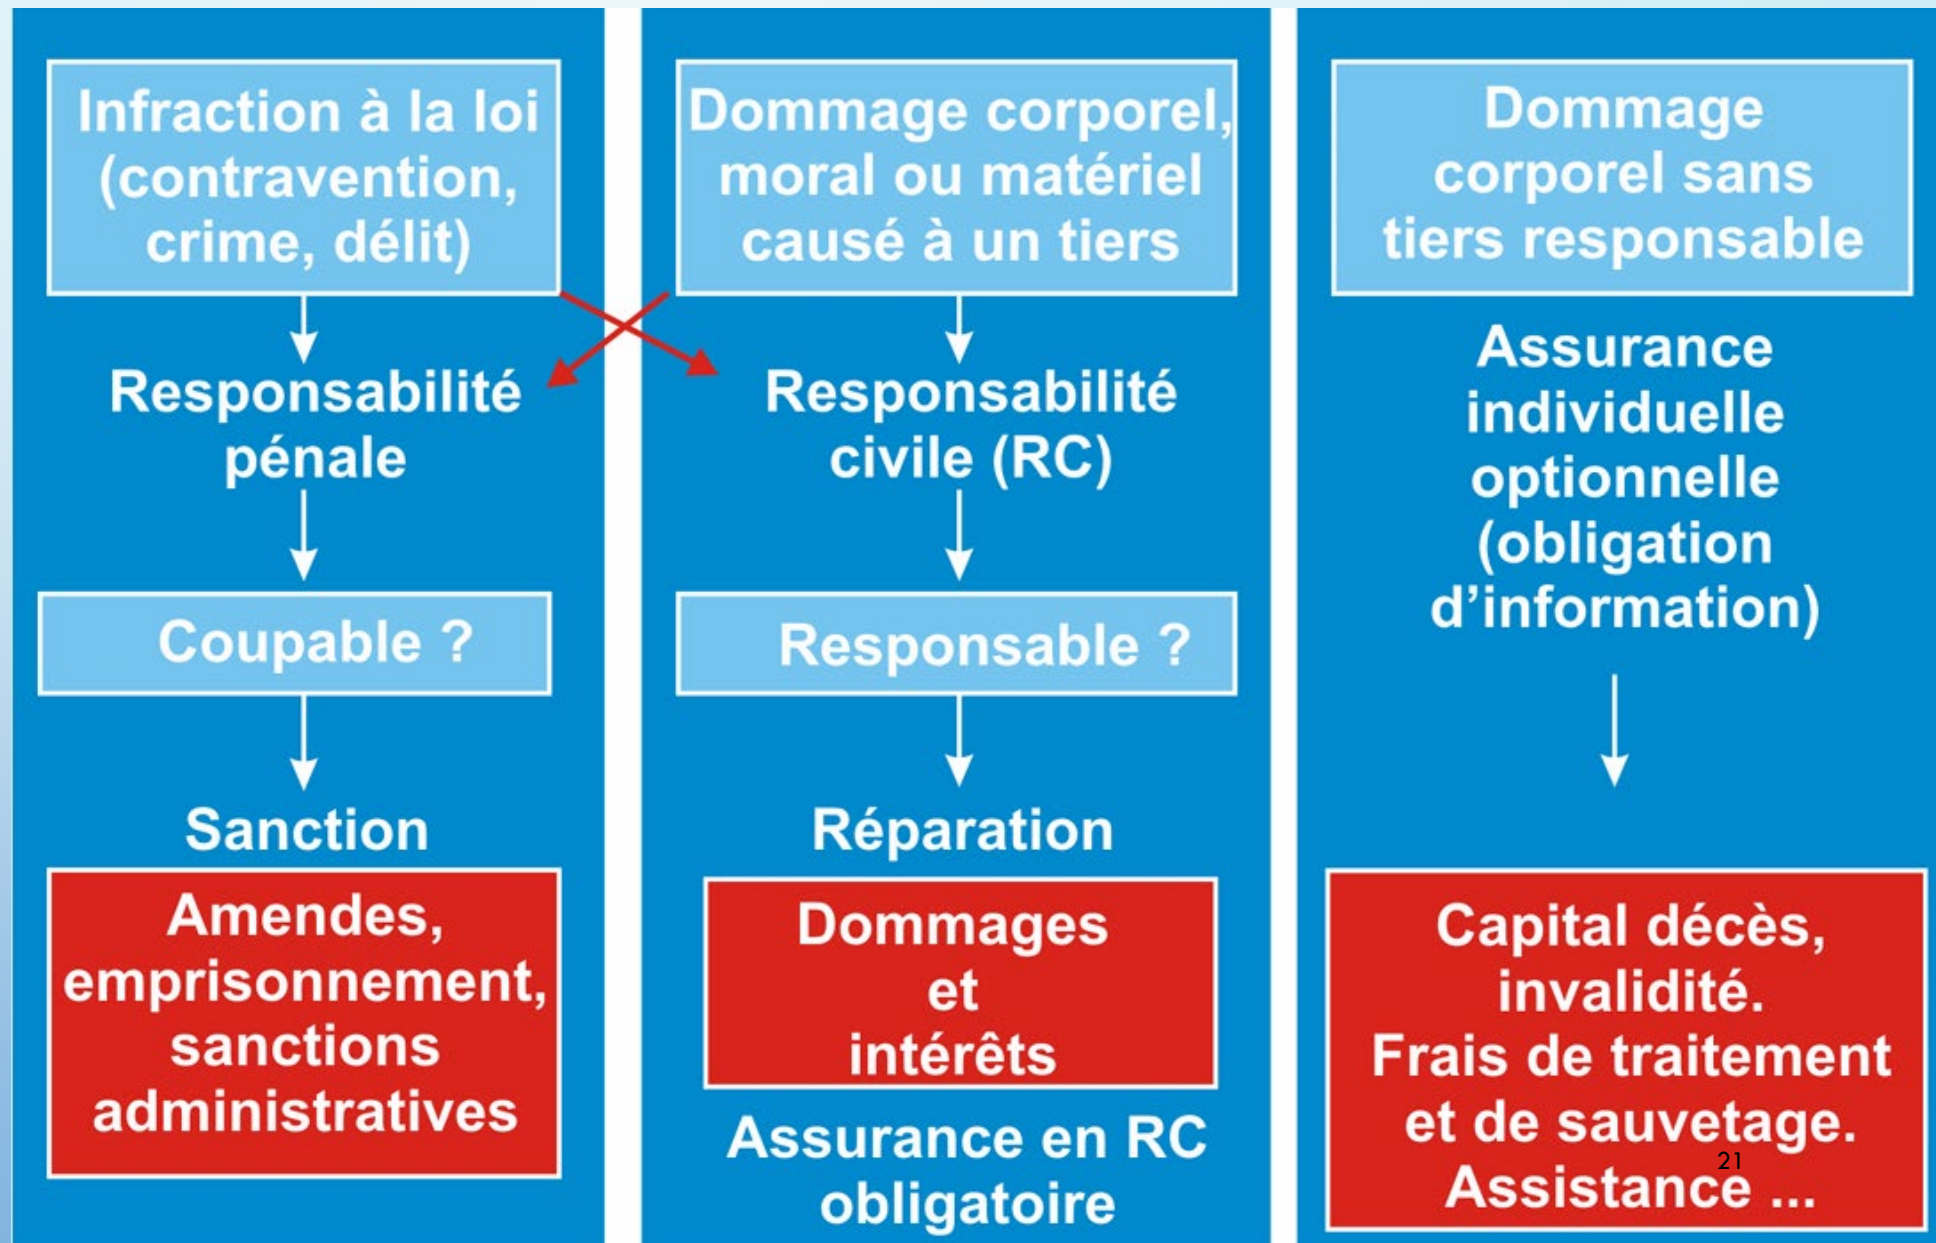 Infraction à la loi
(contravention,
crime, délit)
Responsabilité
pénale
Coupable ?
Sanction
Amendes,
emprisonnement,
sanctions
administratives
Dommage corporel,
moral ou matériel
causé à un tiers
Responsabilité
civile (RC)
Responsable ?
Réparation
Dommages
et
intérêts
Assurance en RC
obligatoire
Dommage
corporel sans
tiers responsable
Assurance
individuelle
optionnelle
(obligation
d’information)
Capital décès,
invalidité.
Frais de traitement
et de sauvetage.
Assistance ...
21